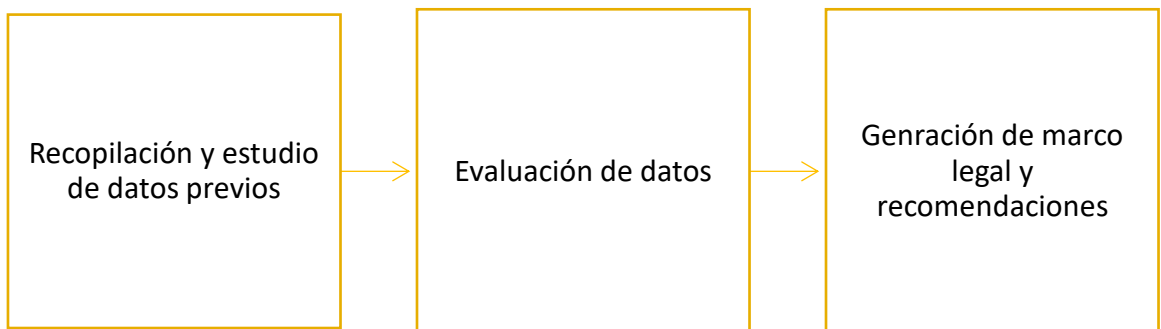 Recopilación y estudio
de datos previos
Evaluación de datos
Genración de marco
legal y
recomendaciones